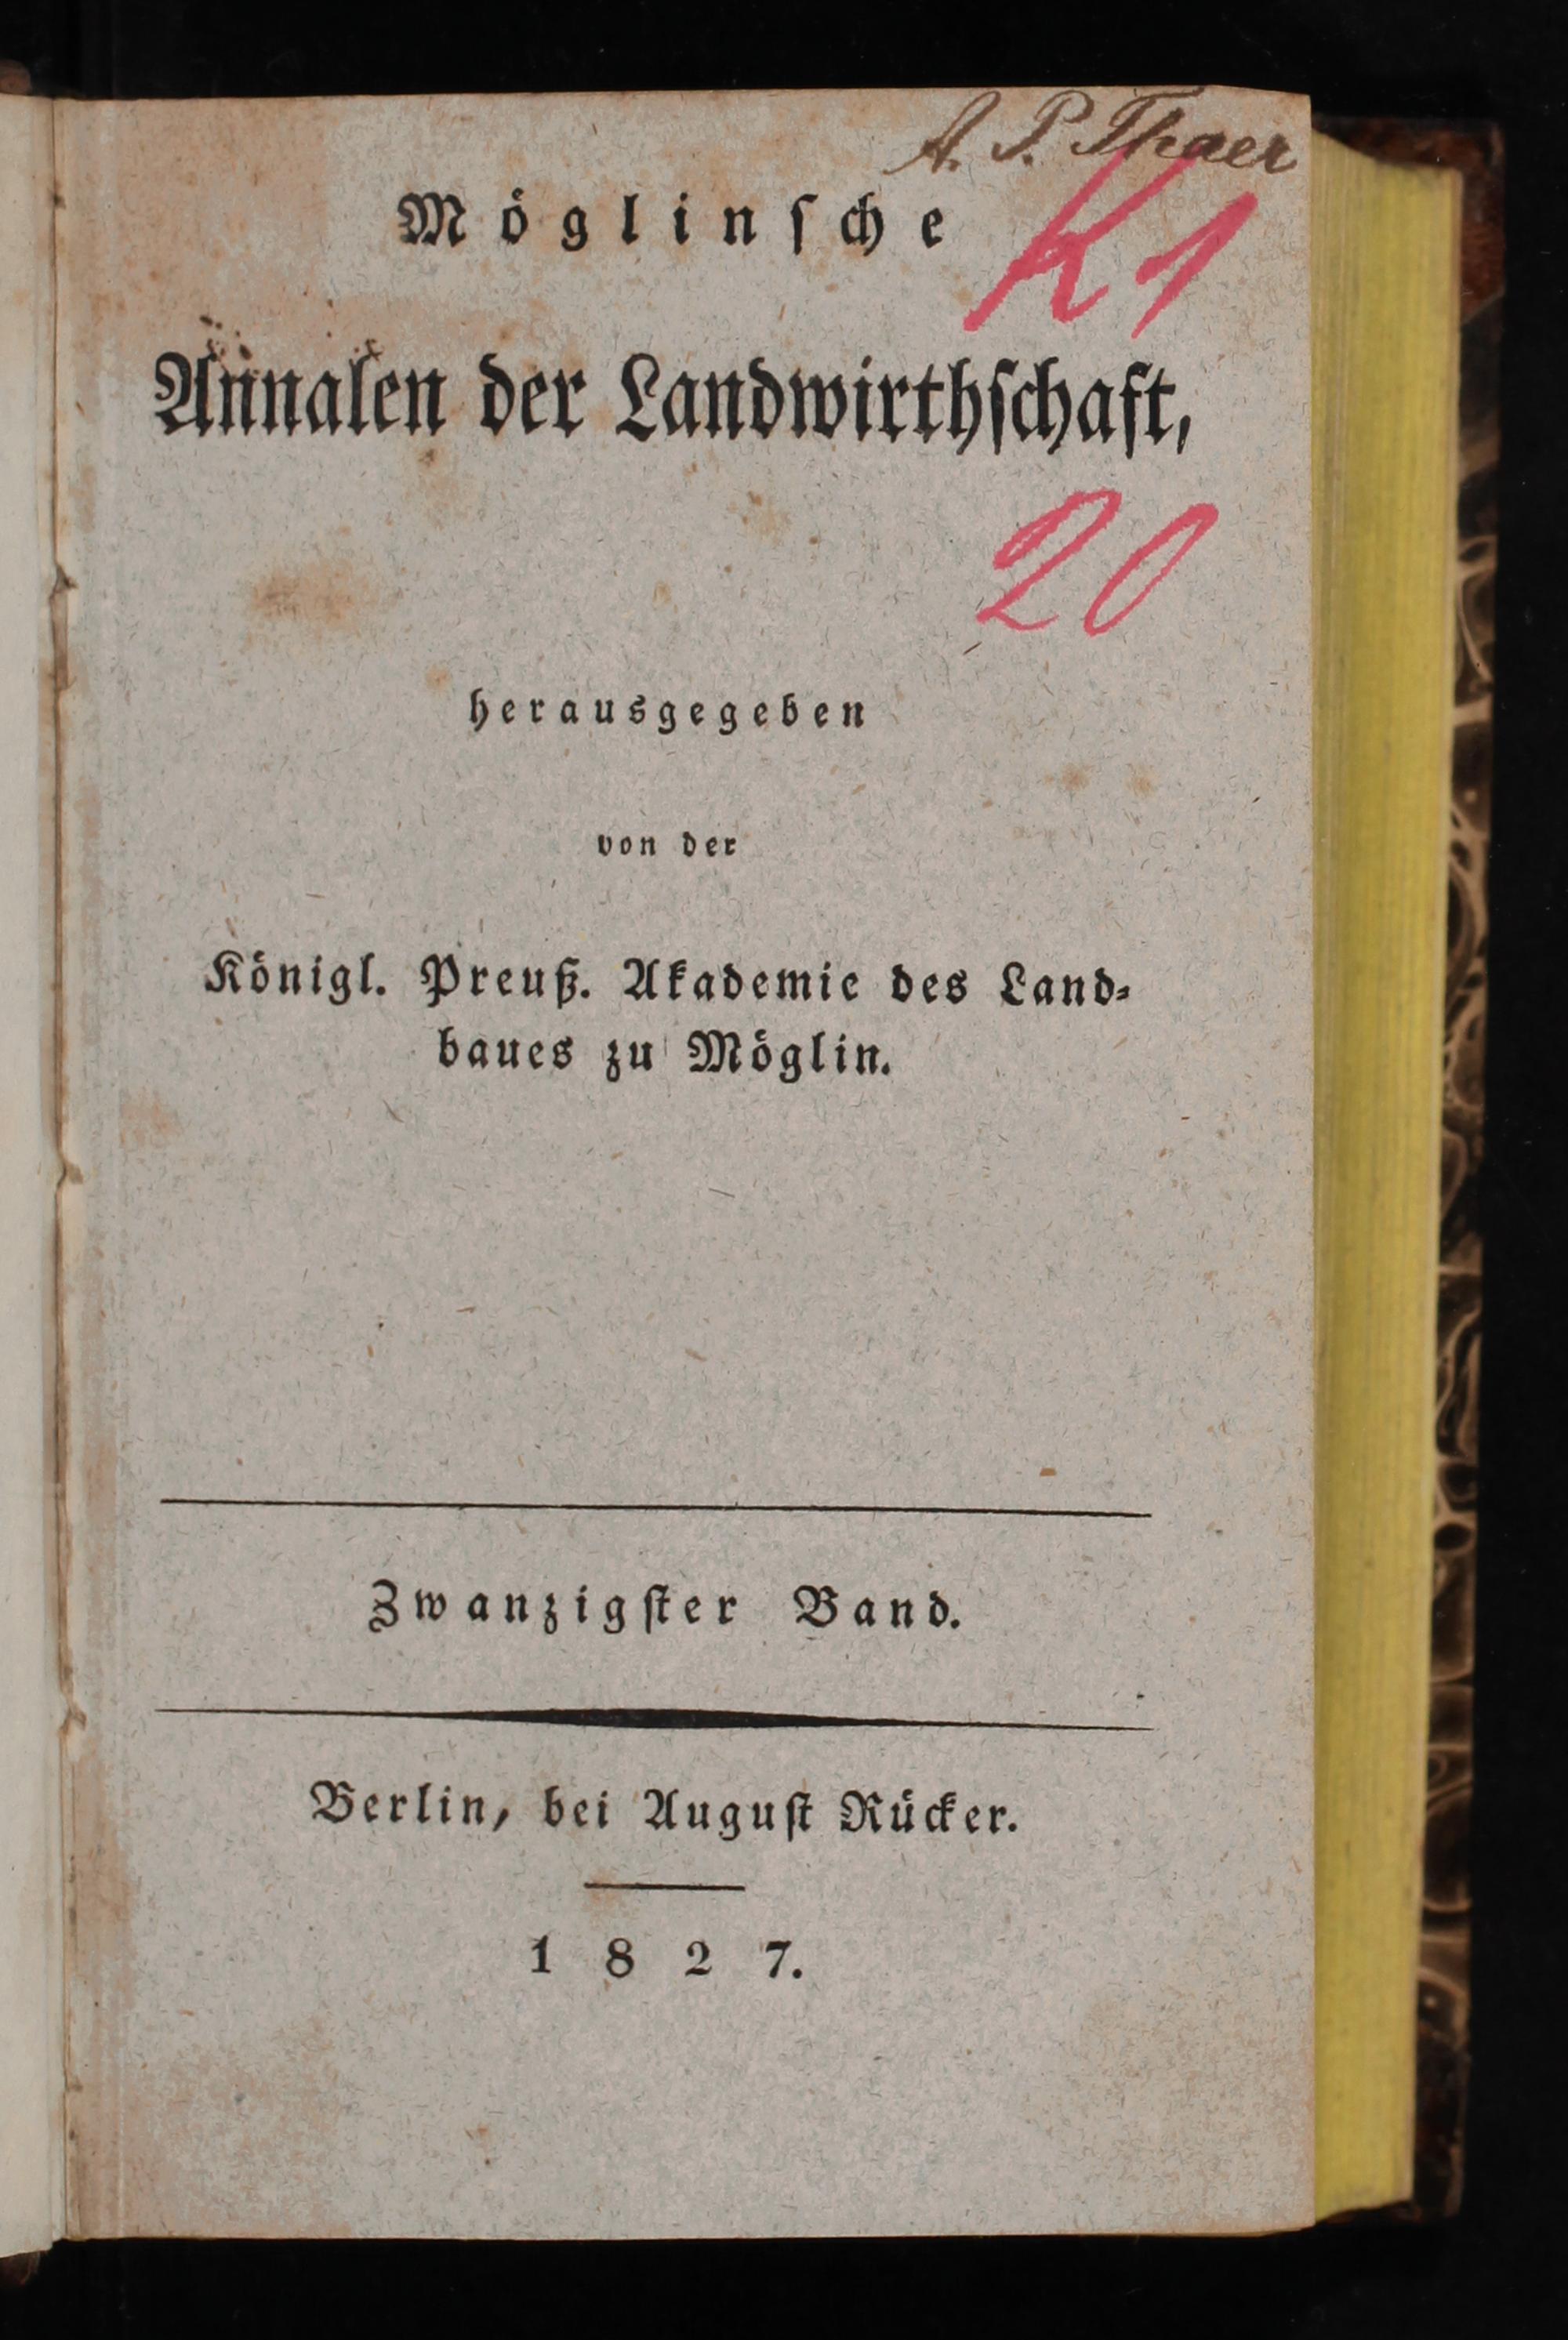 A. P. Thaer
Möglinſche
K1
Annalen der Landwirthſchaft,
20
herausgegeben
von der
Königl. Preuß. Akademie des Land⸗
baues zu Möglin.
Zwanzigſter Band.
Berlin, bei Auguſt Rücker.
1827.